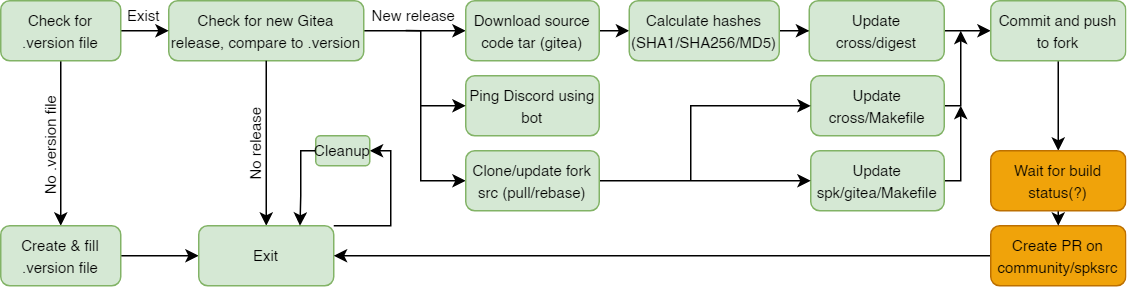 Check for
.version file
Exist
Check for new Gitea
release, compare to .version
New release
Download source
code tar (gitea)
Calculate hashes
(SHA1/SHA256/MD5)
Update
cross/digest
Commit and push
to fork
Ping Discord using
bot
Update
cross/Makefile
No .version file
No release
Cleanup
Clone/update fork
src (pull/rebase)
Update
spk/gitea/Makefile
Wait for build
status(?)
Create & fill
.version file
Exit
Create PR on
community/spksrc